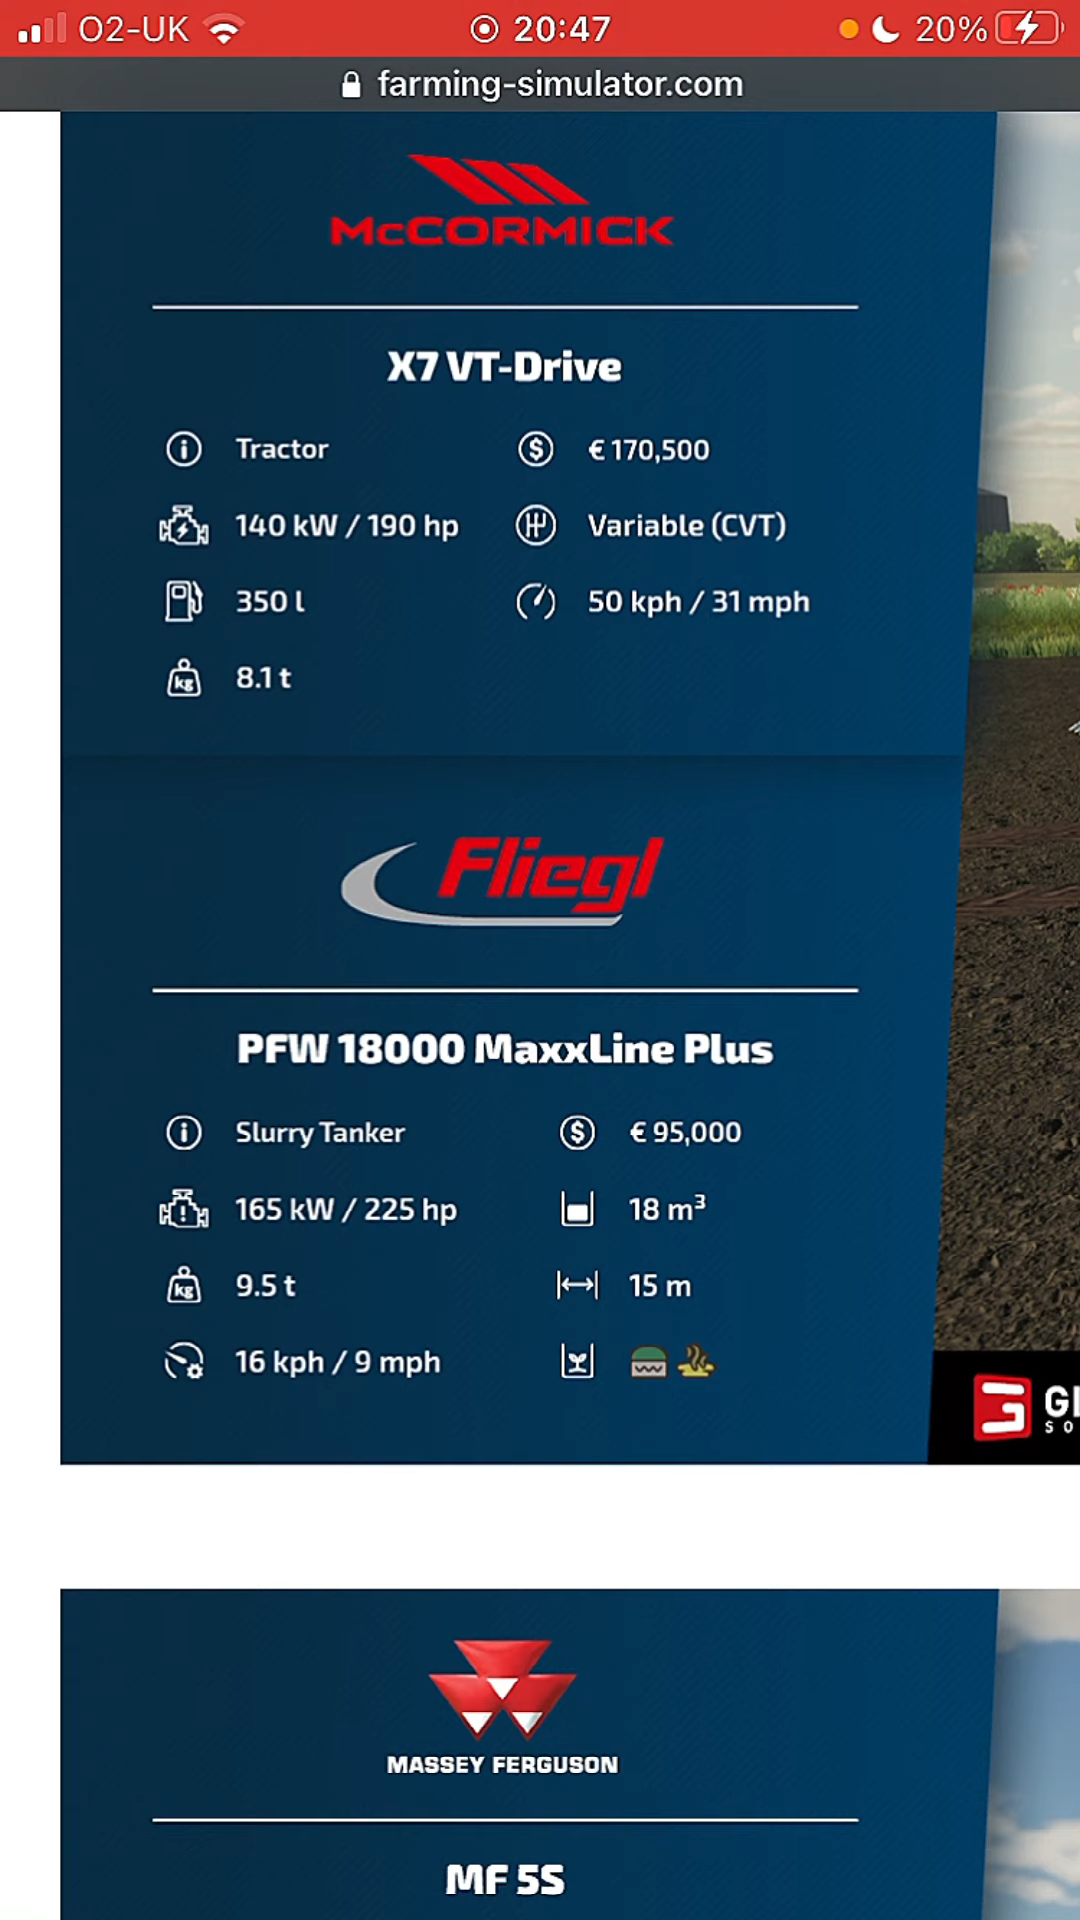 O2-UK 20:47 20%
farming-simulator.com
McCORMICK
X7 VT-Drive
Tractor € 170,500
140 kW / 190 hp Variable (CVT)
350 l 50 kph / 31 mph
kg 8.1 t
Fliegl
PFW 18000 MaxxLine Plus
Slurry Tanker € 95,000
165 kW / 225 hp 18 m³
kg 9.5 t 15 m
16 kph / 9 mph
MASSEY FERGUSON
MF 5S